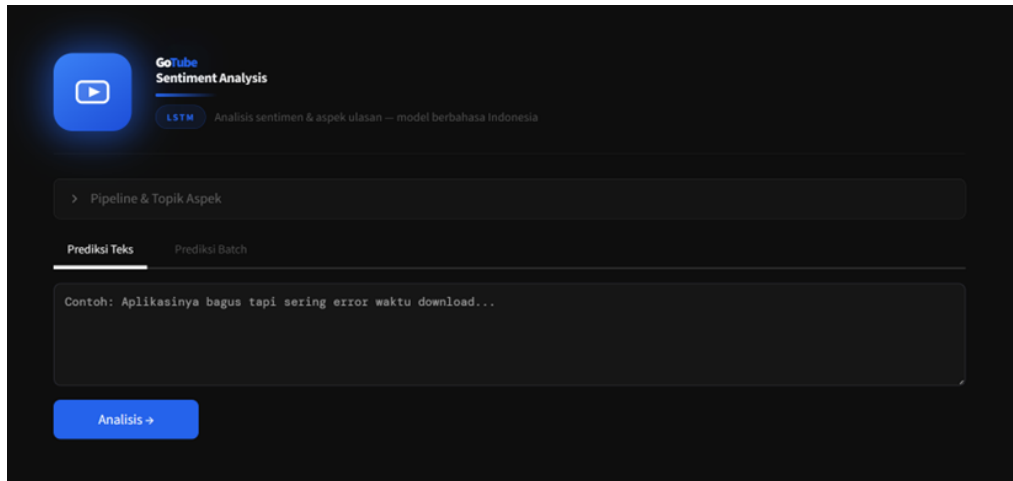 GoTube
Sentiment Analysis
LSTM Analisis sentimen & aspek ulasan — model berbahasa Indonesia
Pipeline & Topik Aspek
Prediksi Teks Prediksi Batch
Contoh: Aplikasinya bagus tapi sering error waktu download...
Analisis →